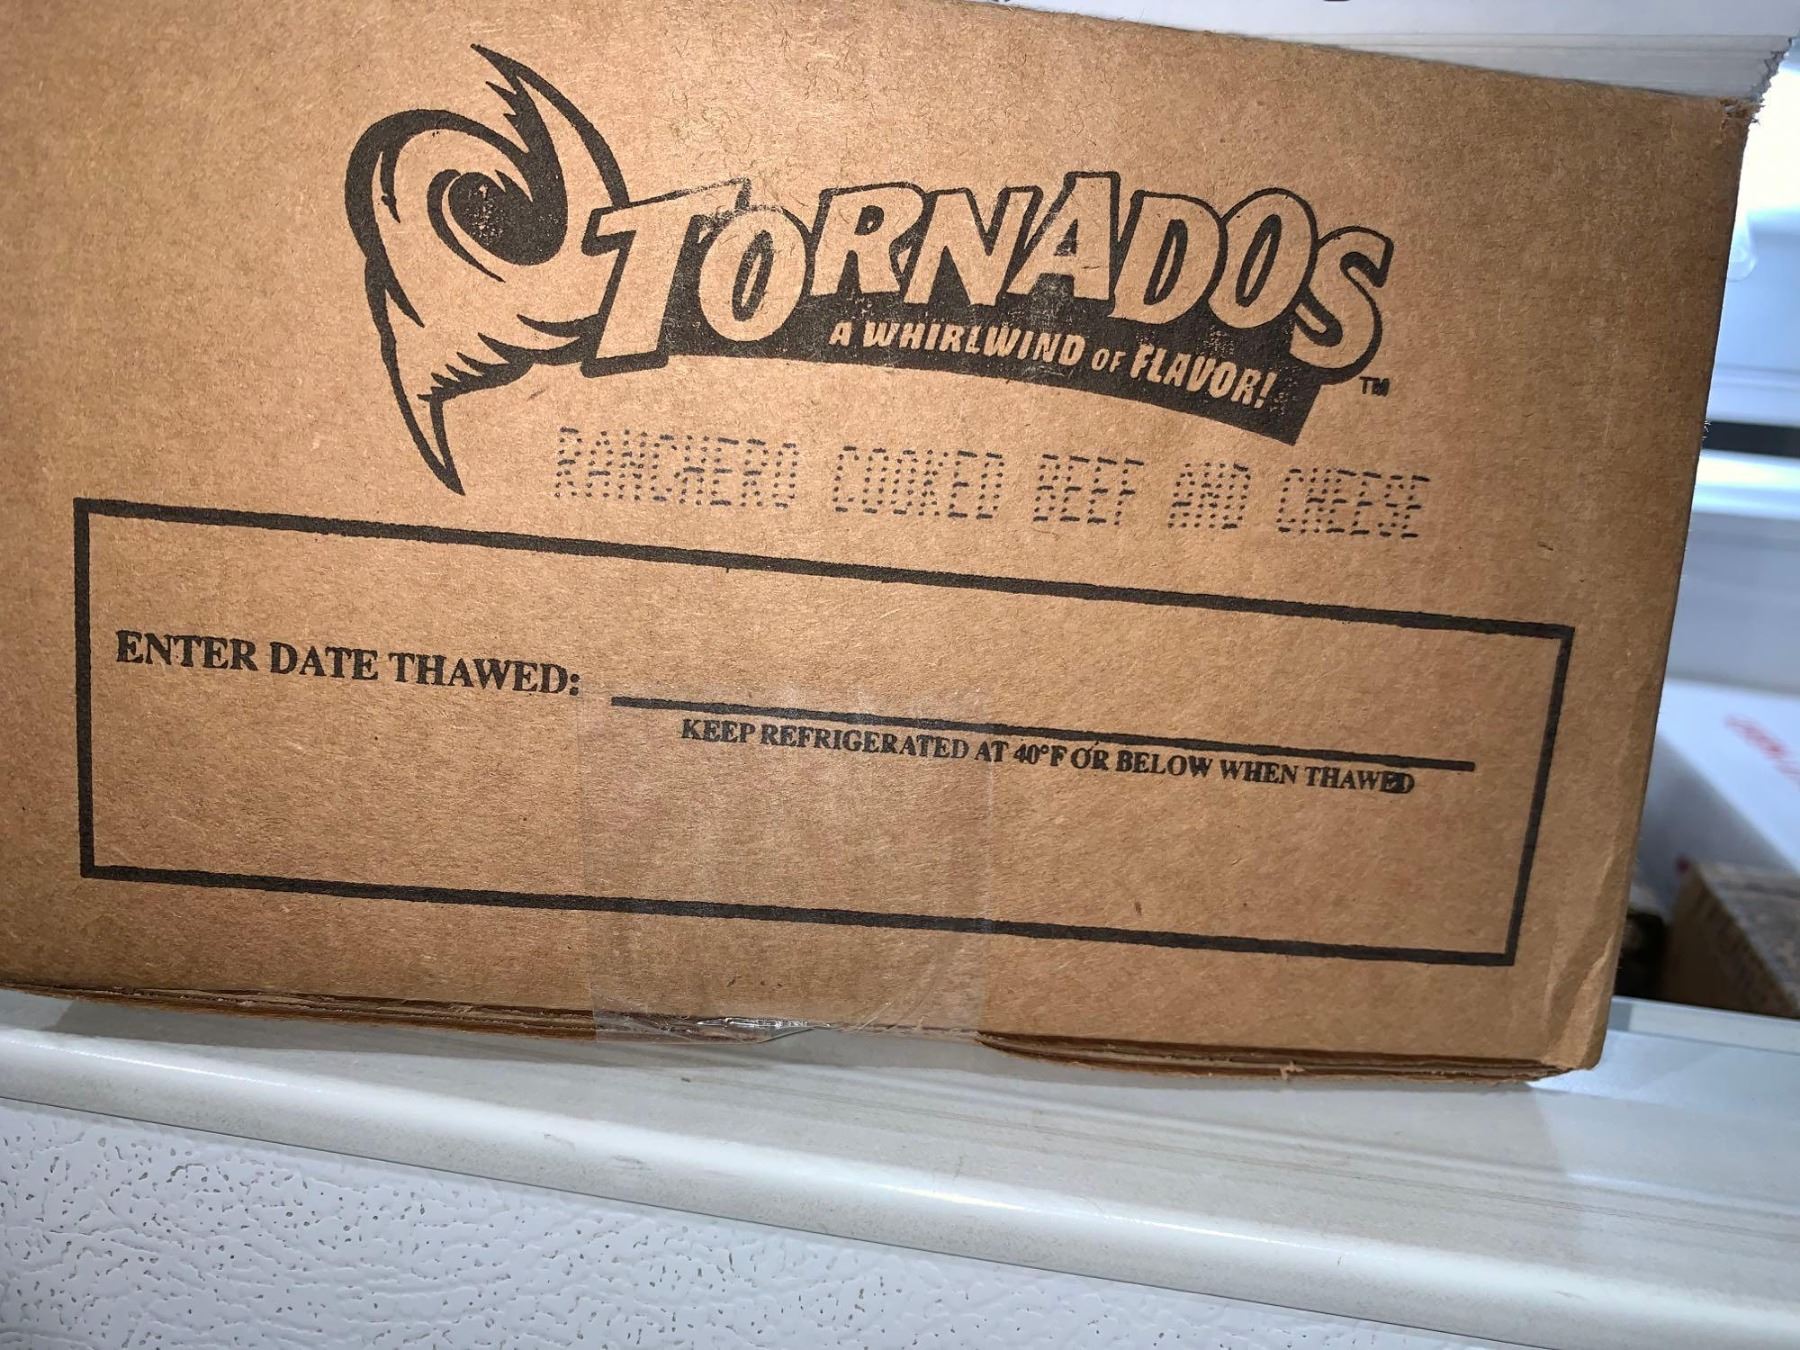 TORNADOS
A WHIRLWIND OF FLAVOR!
TM
RANCHERO COOKED BEEF AND CHEESE
ENTER DATE THAWED:
KEEP REFRIGERATED AT 40°F OR BELOW WHEN THAWED